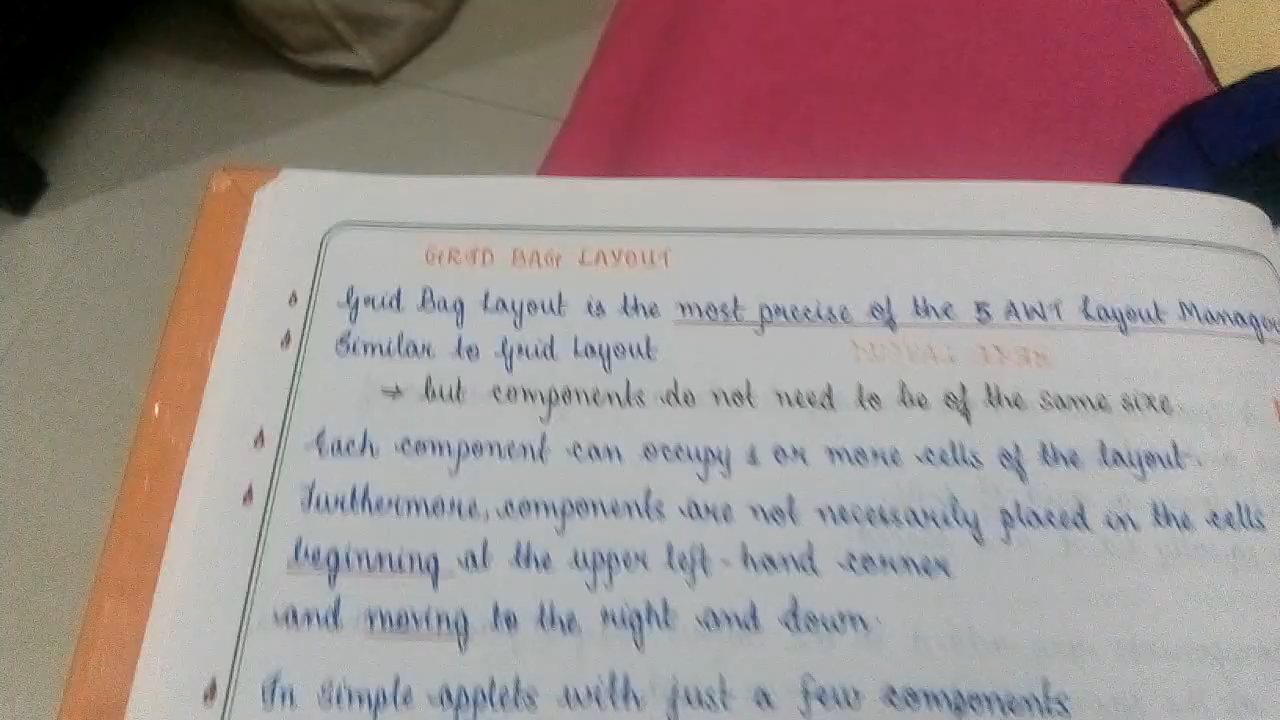 GRID BAG LAYOUT
Grid Bag Layout is the most precise of the 5 AWT Layout Manager
Similar to Grid Layout
→ but components do not need to be of the same size
Each component can occupy 1 or more cells of the layout.
Furthermore, components are not necessarily placed in the cells
beginning at the upper left-hand corner
and moving to the right and down.
In simple applets with just a few components